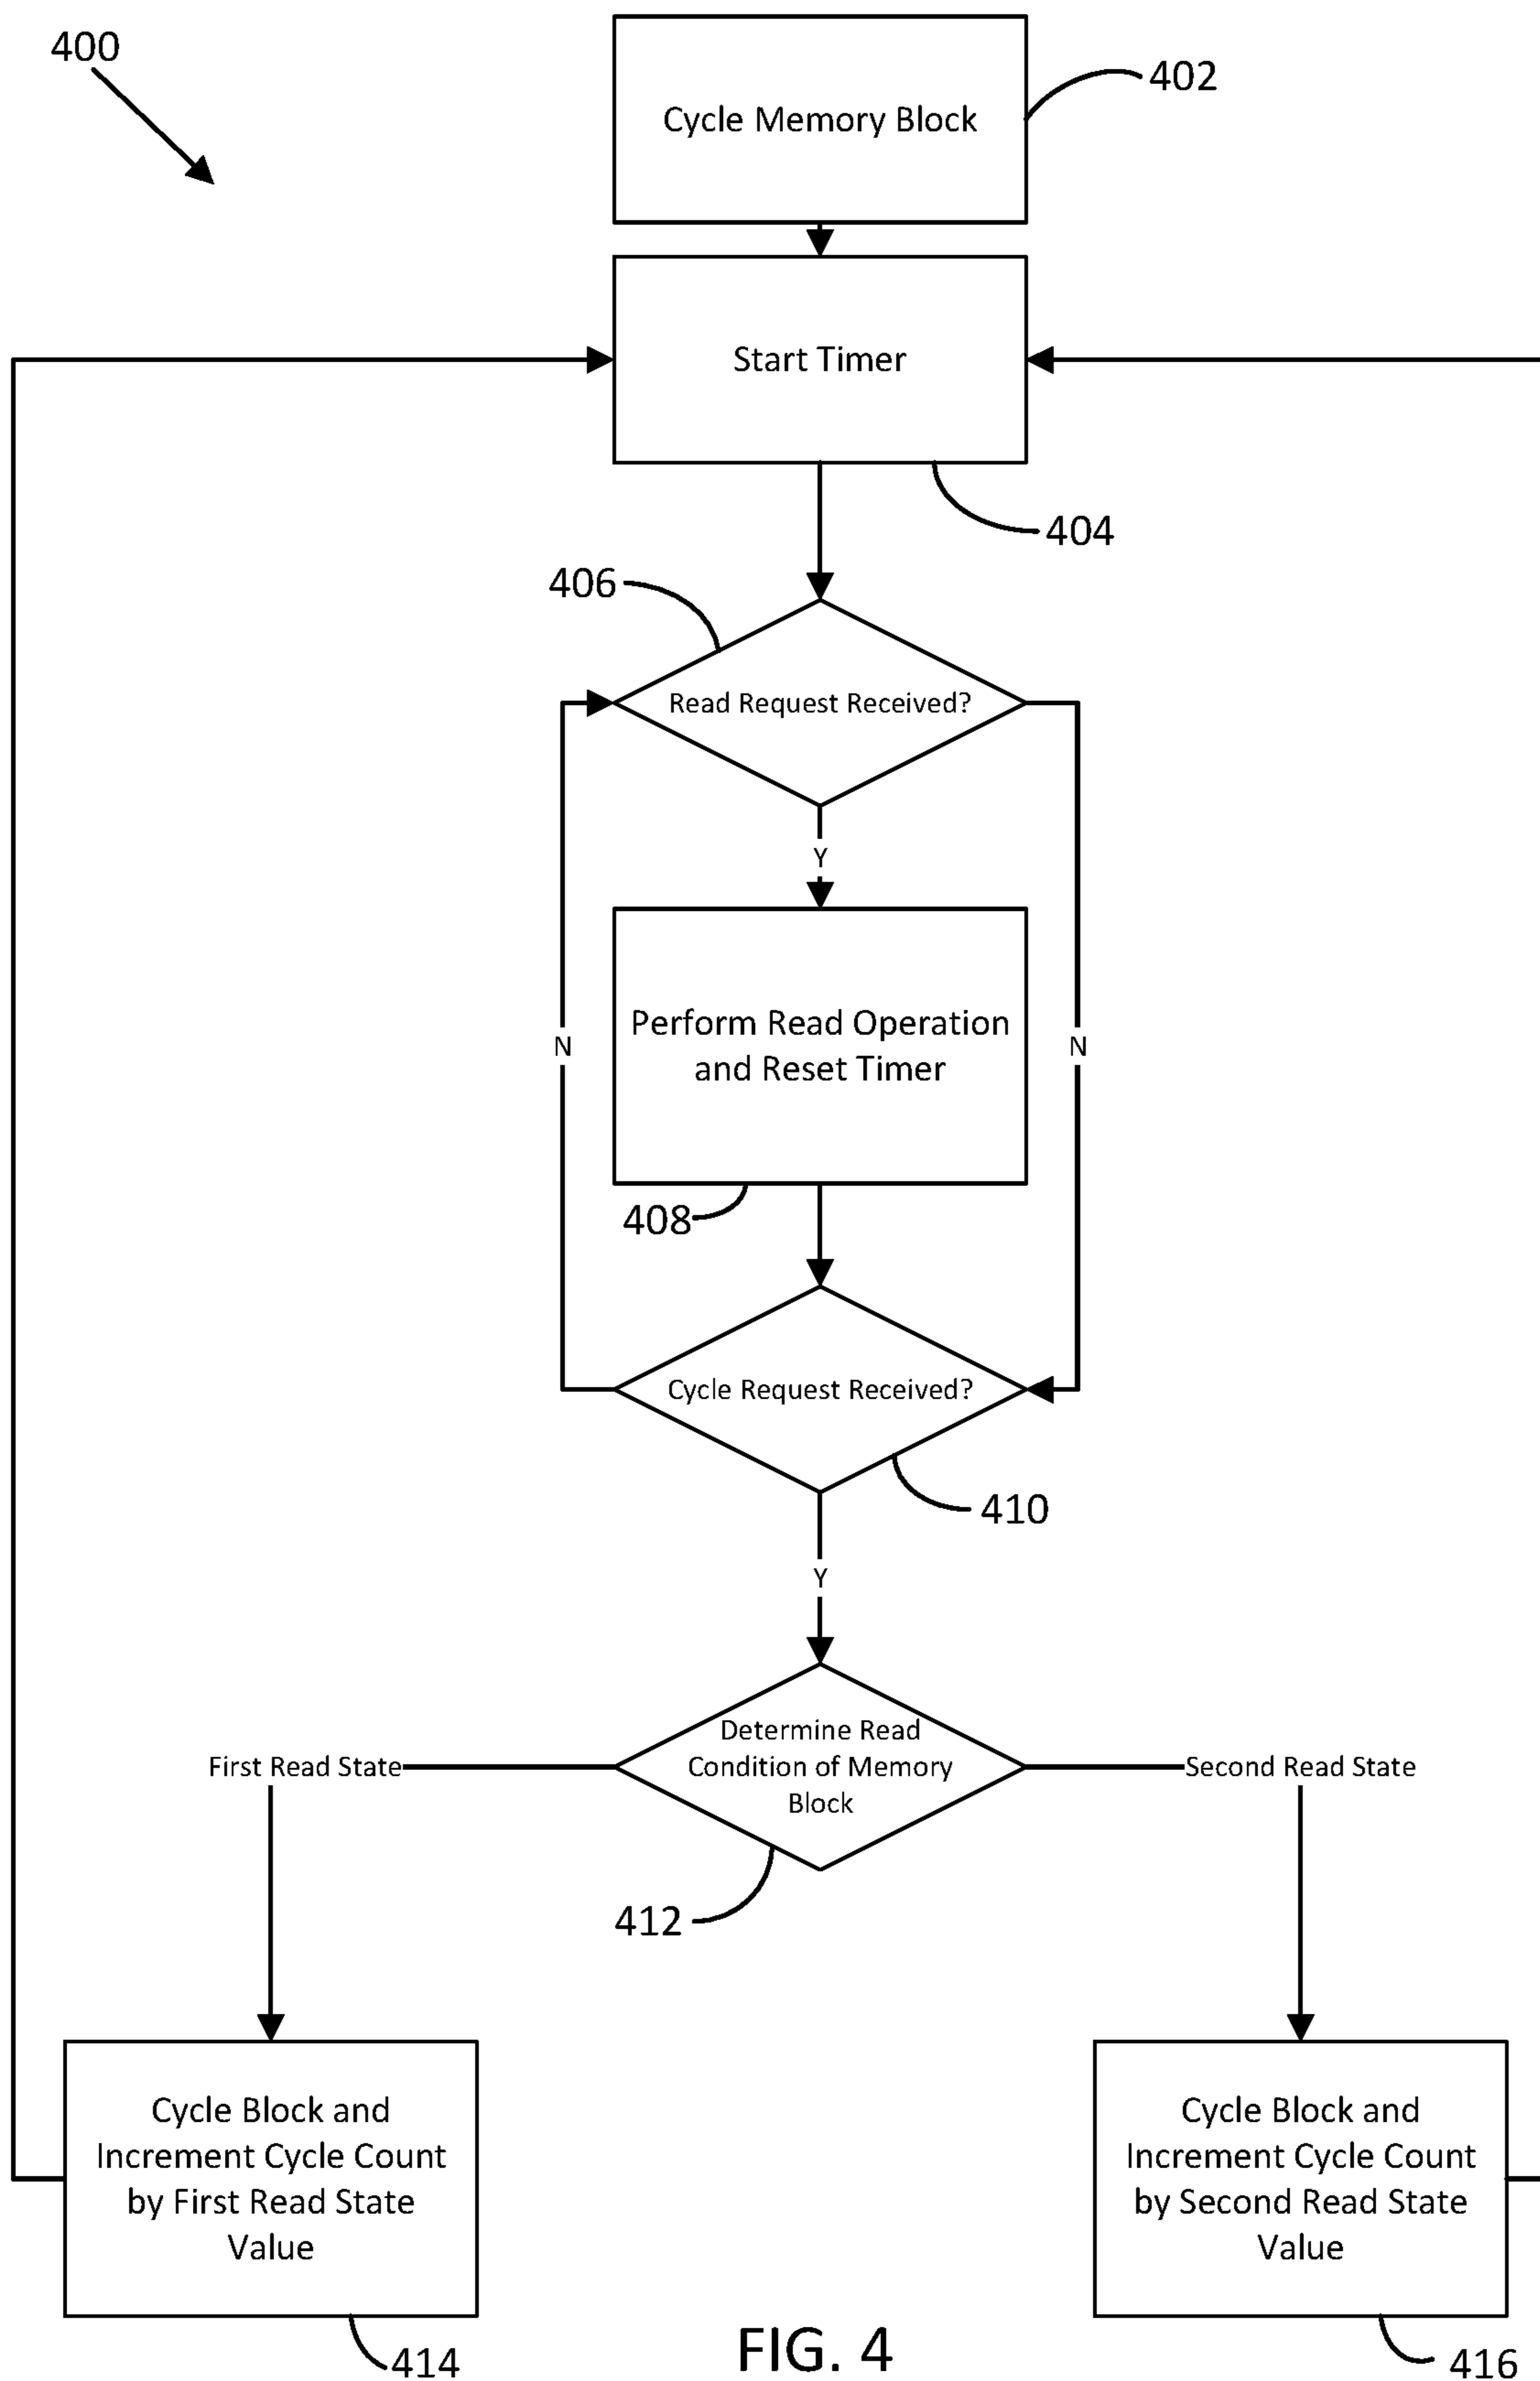 400
Cycle Memory Block
402
Start Timer
404
406
Read Request Received?
Y
Perform Read Operation
and Reset Timer
N
N
408
Cycle Request Received?
410
Y
Determine Read
Condition of Memory
Block
First Read State
Second Read State
412
Cycle Block and
Increment Cycle Count
by First Read State
Value
Cycle Block and
Increment Cycle Count
by Second Read State
Value
414
416
FIG. 4